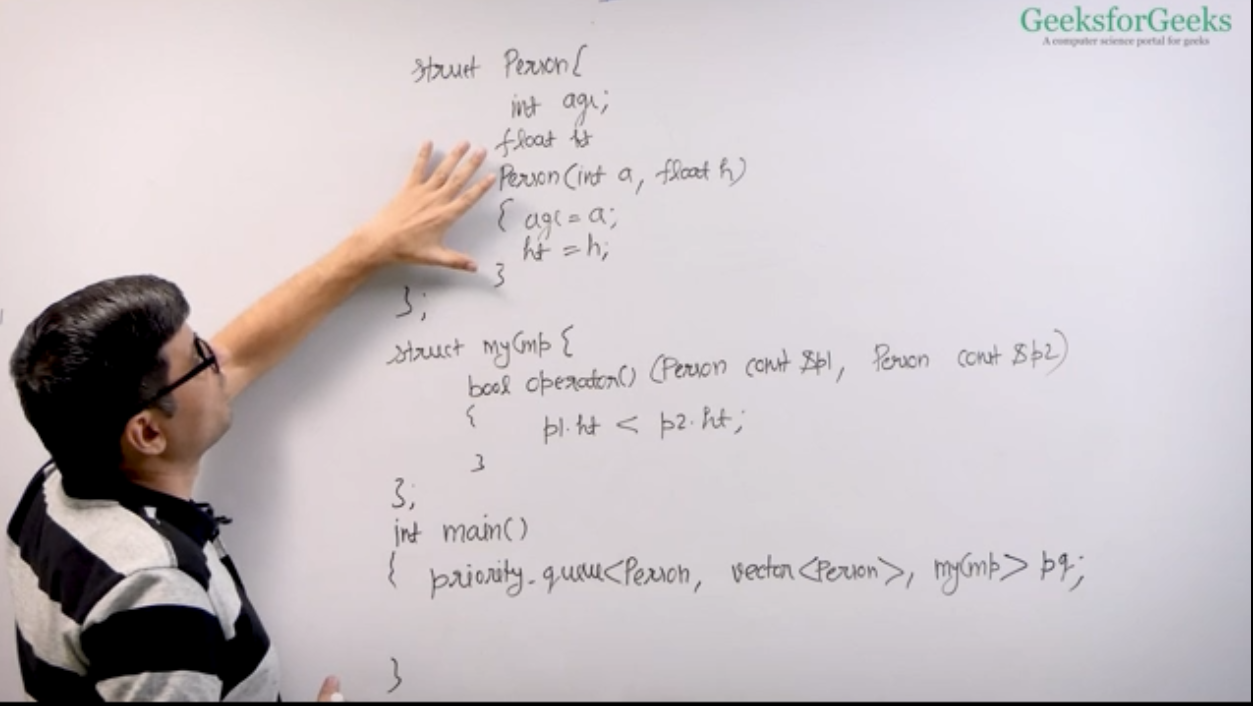 GeeksforGeeks
A computer science portal for geeks
struct Person{
int age;
float ht
Person(int a, float h)
{ age = a;
ht = h;
}
};
struct myCmp {
bool operator() (Person const &p1, Person const &p2)
{ p1.ht < p2.ht;
}
};
int main()
{ priority_queue<Person, vector<Person>, myCmp> pq;
}